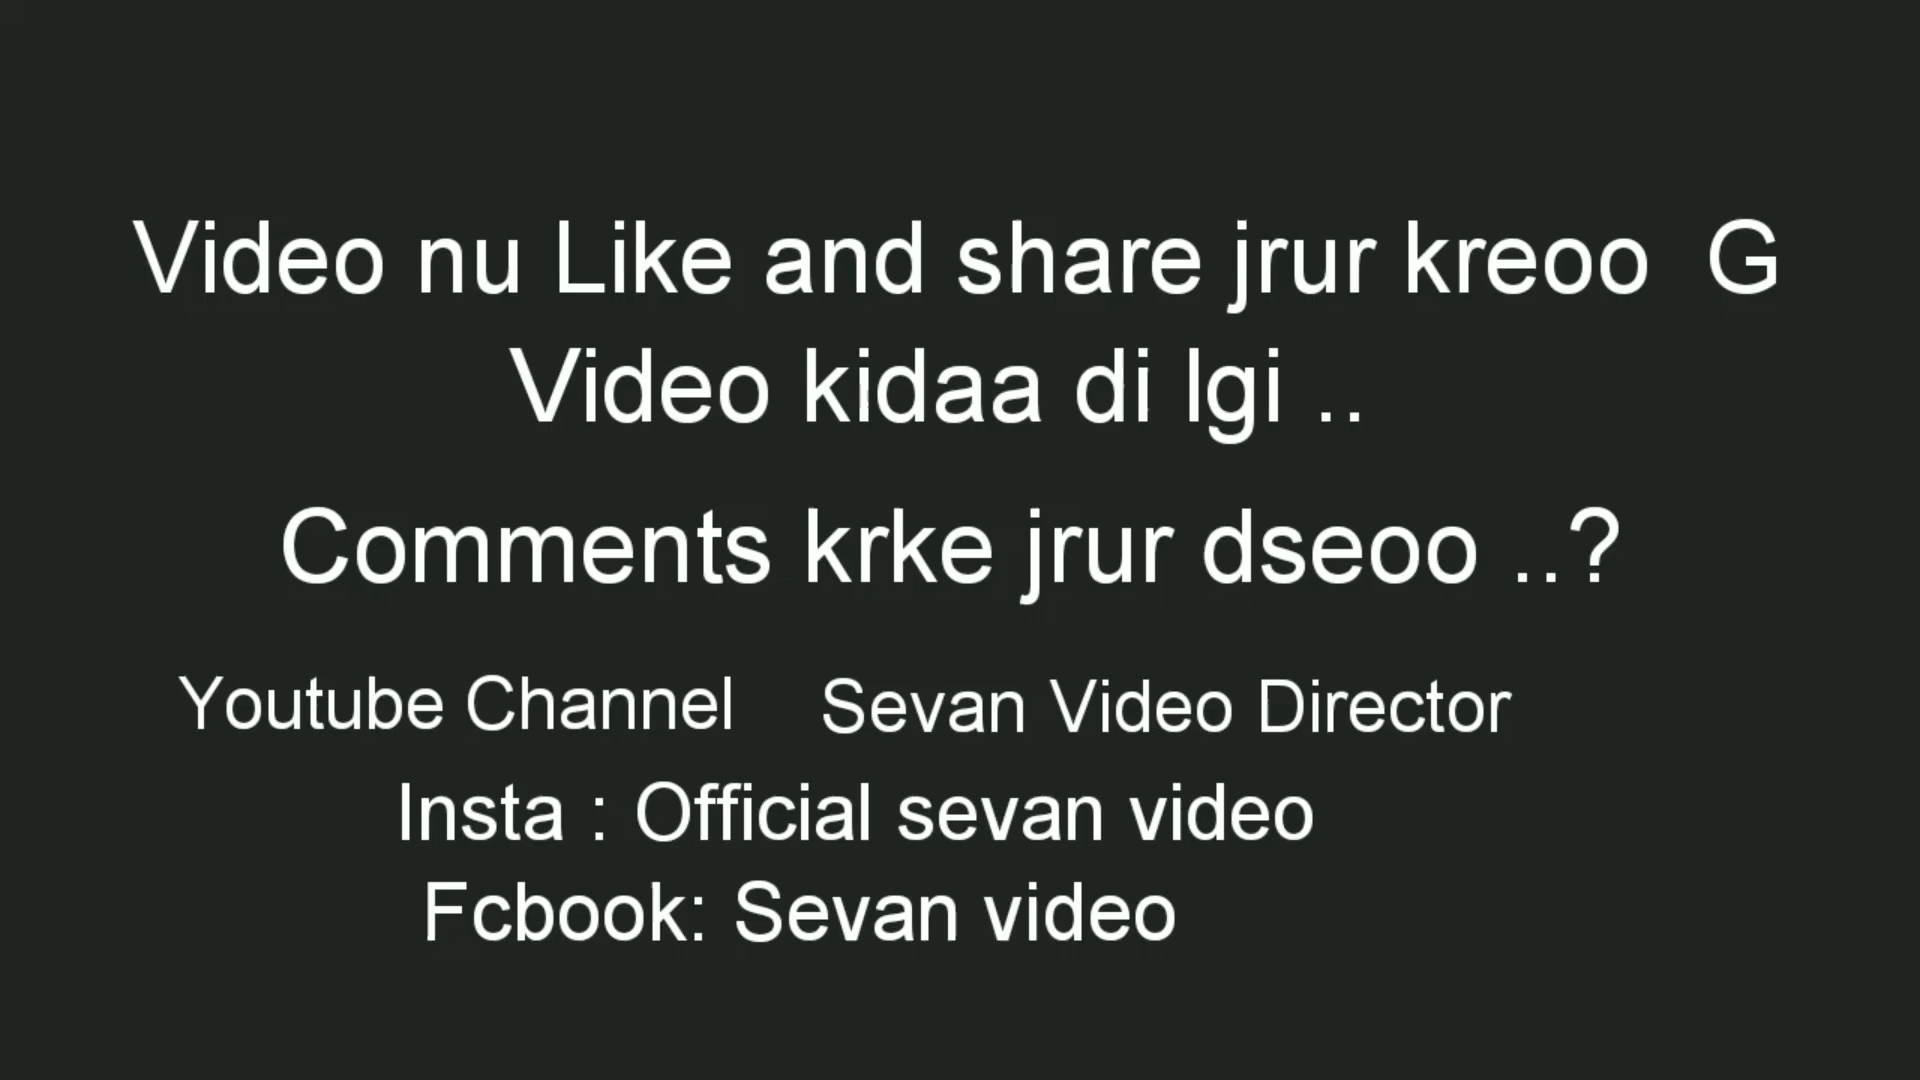 Video nu Like and share jrur kreoo G
Video kidaa di lgi ..
Comments krke jrur dseoo ..?
Youtube Channel Sevan Video Director
Insta : Official sevan video
Fcbook: Sevan video